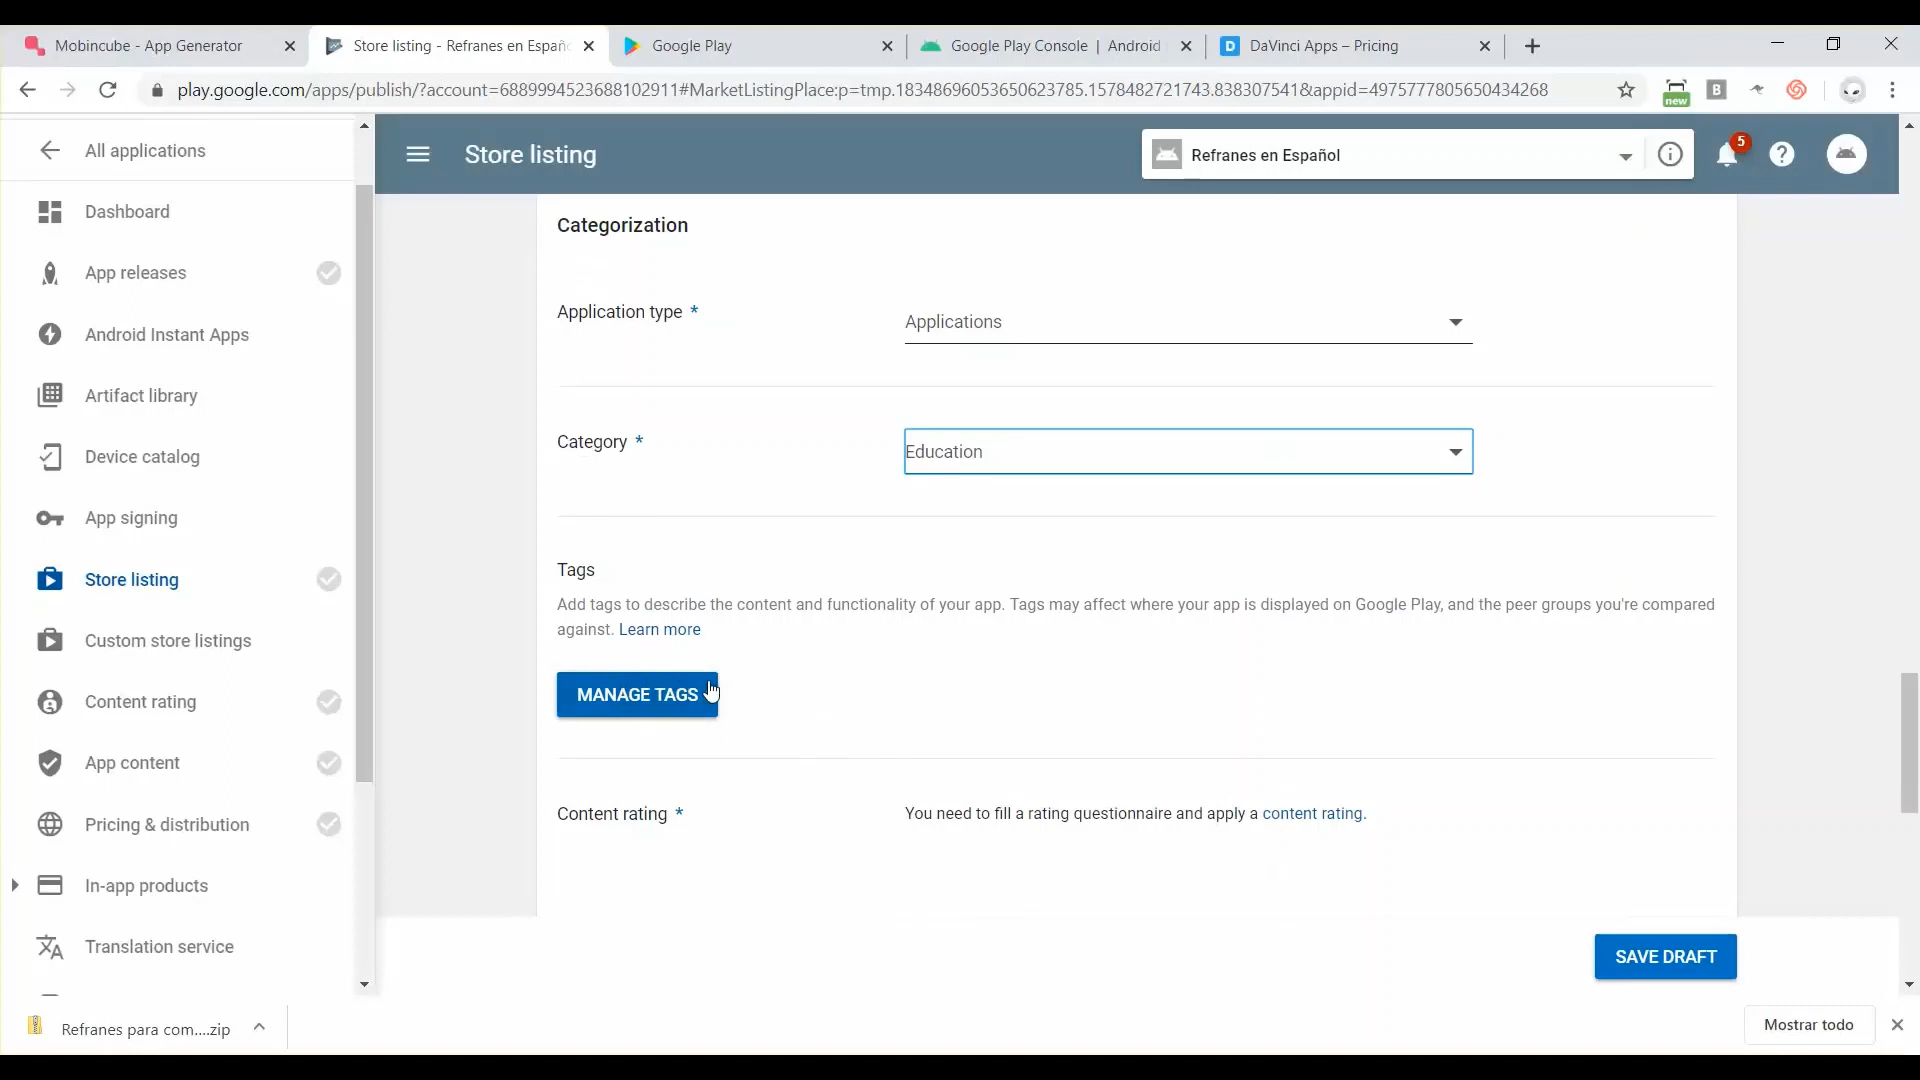 Mobincube - App Generator
Store listing - Refranes en Españ
Google Play
Google Play Console | Android
DaVinci Apps – Pricing
play.google.com/apps/publish/?account=6889994523688102911#MarketListingPlace:p=tmp.18348696053650623785.1578482721743.838307541&appid=4975777805650434268
new
B
All applications
Store listing
Refranes en Español
5
Dashboard
App releases
Android Instant Apps
Artifact library
Device catalog
App signing
Store listing
Custom store listings
Content rating
App content
Pricing & distribution
In-app products
Translation service
Categorization
Application type *
Applications
Category *
Education
Tags
Add tags to describe the content and functionality of your app. Tags may affect where your app is displayed on Google Play, and the peer groups you're compared
against. Learn more
MANAGE TAGS
Content rating *
You need to fill a rating questionnaire and apply a content rating.
SAVE DRAFT
Refranes para com....zip
Mostrar todo